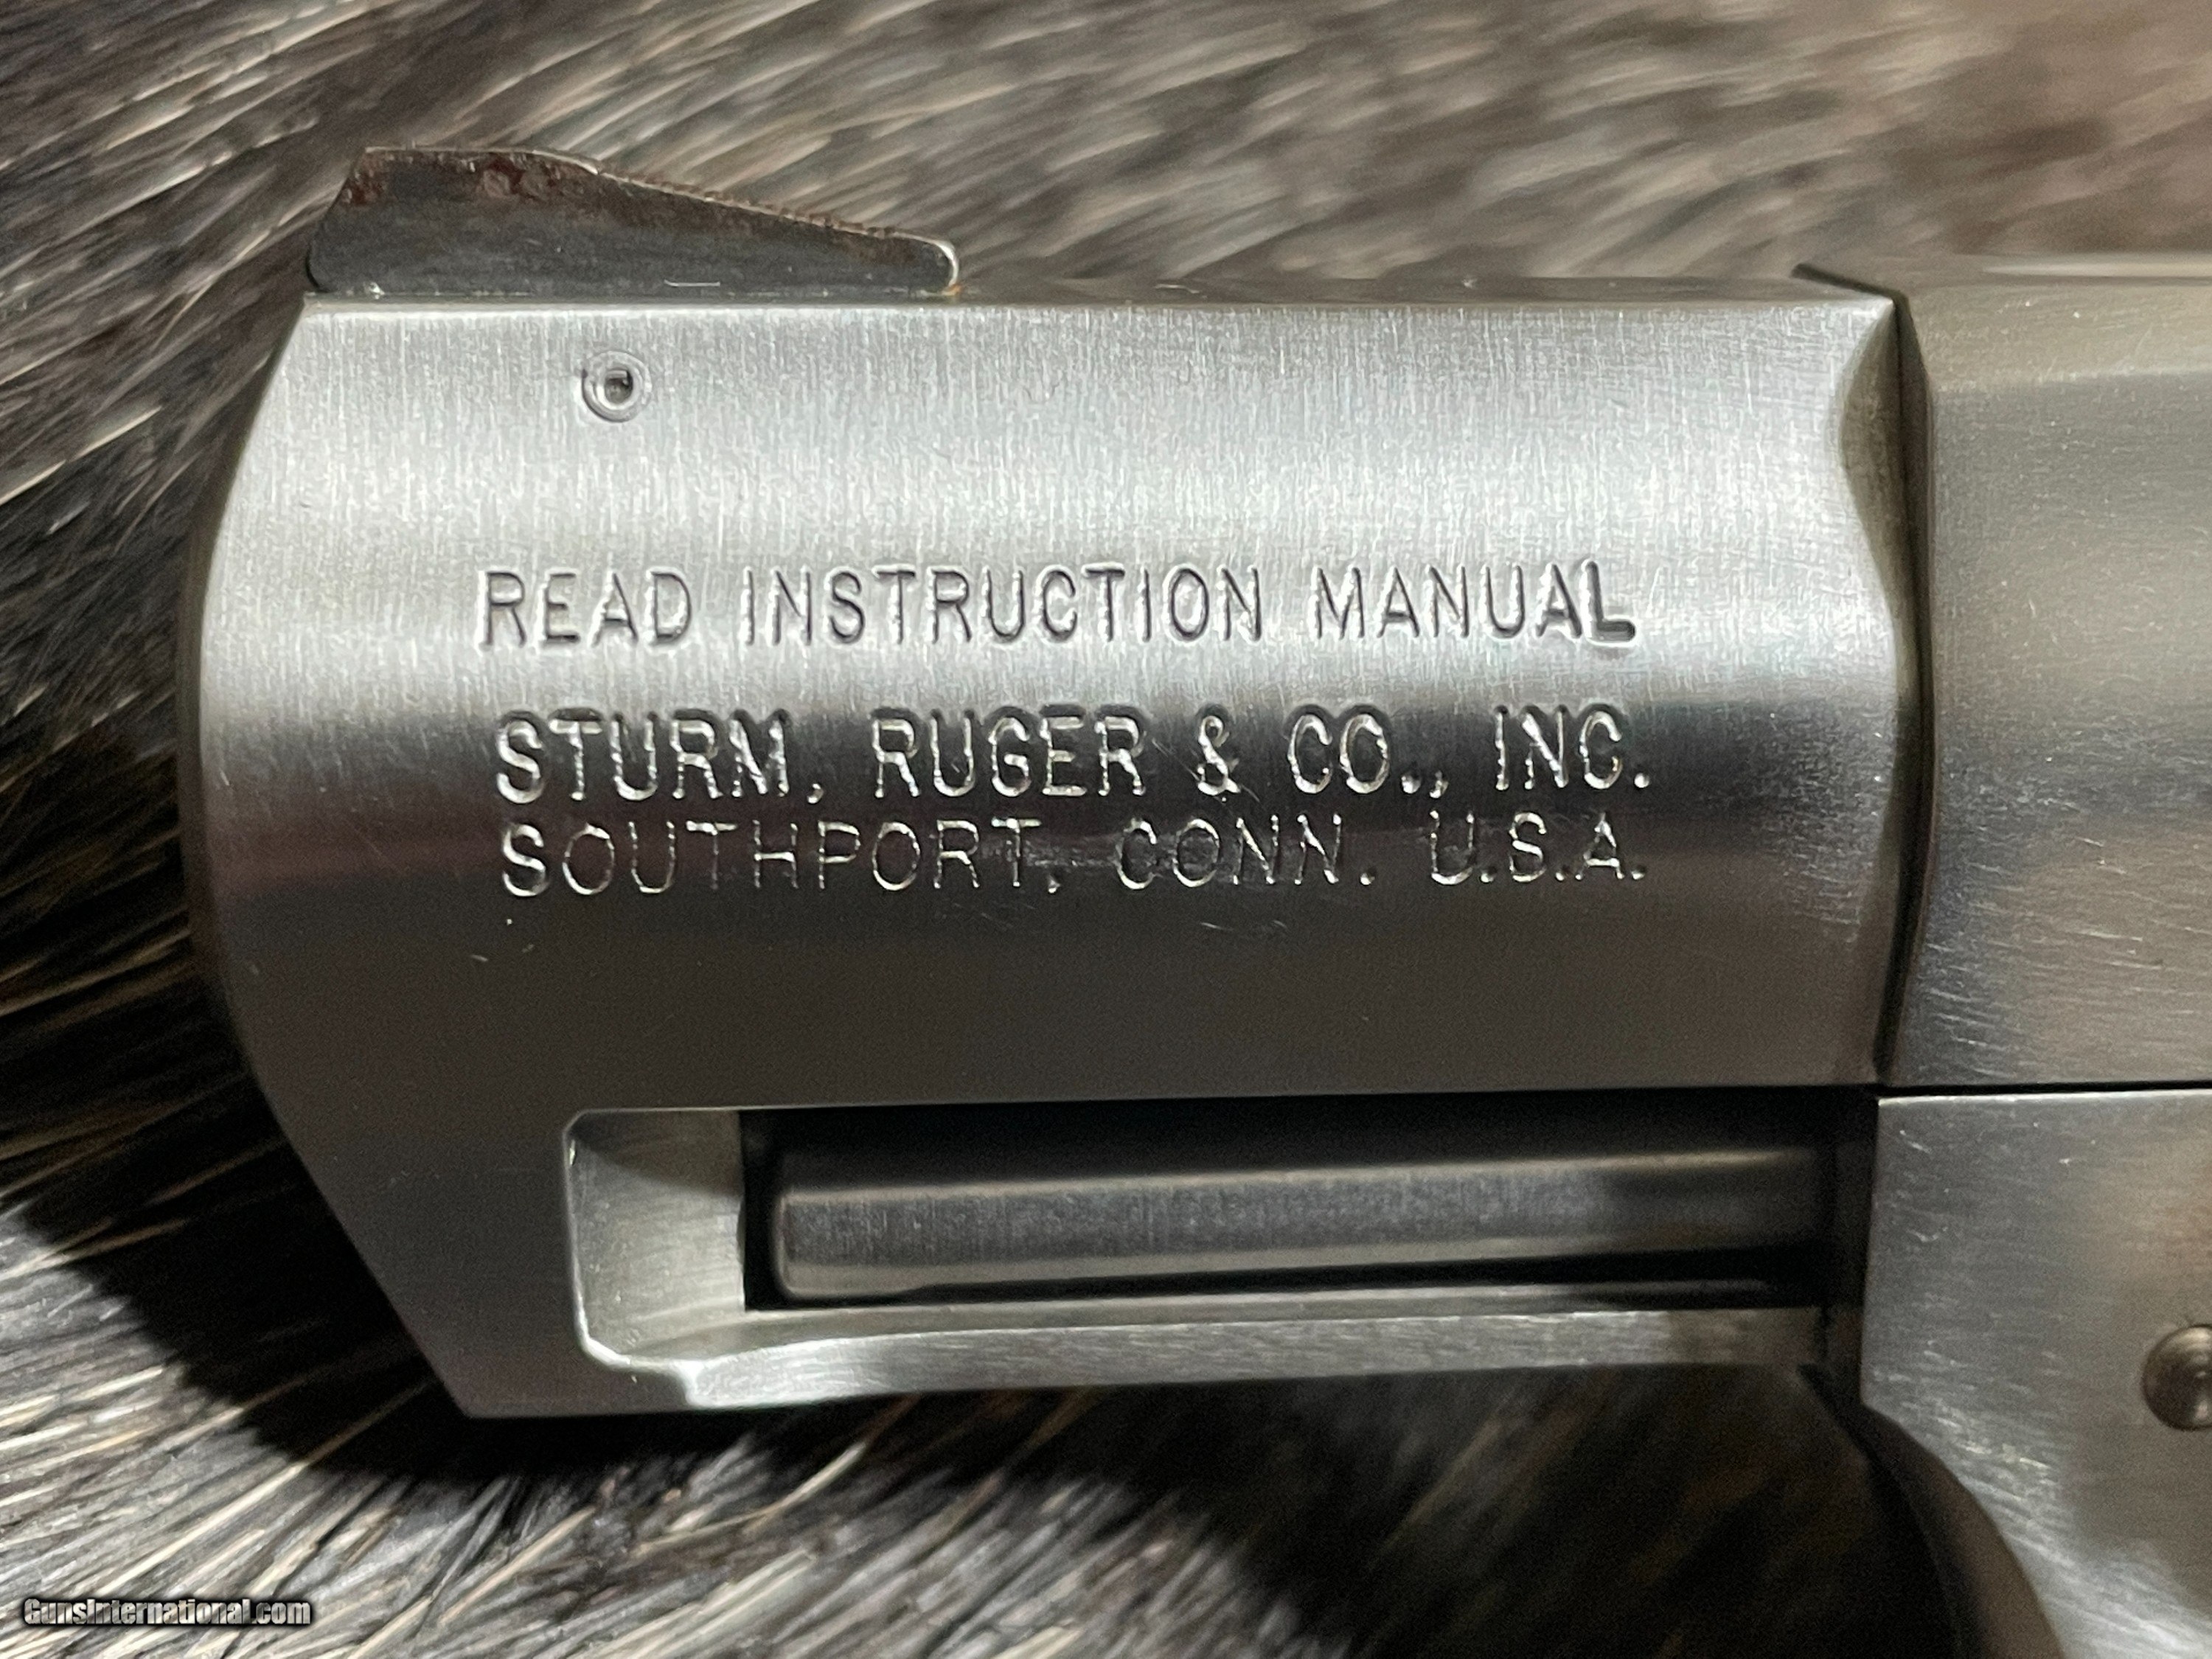 READ INSTRUCTION MANUAL
STURM, RUGER & CO., INC.
SOUTHPORT, CONN. U.S.A.
GunsInternational.com